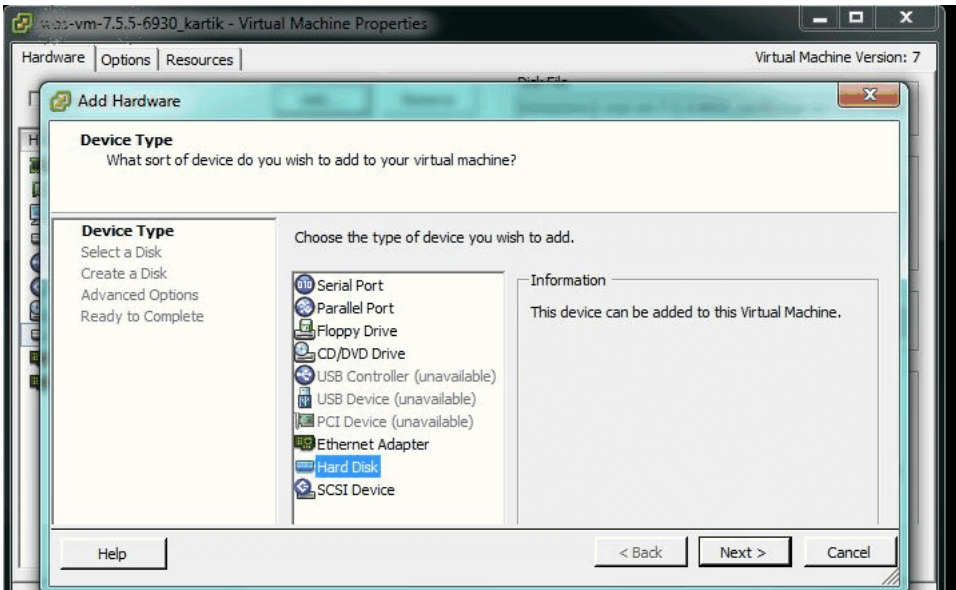 -vm-7.5.5-6930_kartik - Virtual Machine Properties
Hardware Options Resources
Virtual Machine Version: 7
Disk File
Add Hardware
Device Type
What sort of device do you wish to add to your virtual machine?
Device Type
Select a Disk
Create a Disk
Advanced Options
Ready to Complete
Choose the type of device you wish to add.
Serial Port
Parallel Port
Floppy Drive
CD/DVD Drive
USB Controller (unavailable)
USB Device (unavailable)
PCI Device (unavailable)
Ethernet Adapter
Hard Disk
SCSI Device
Information
This device can be added to this Virtual Machine.
Help
< Back
Next >
Cancel